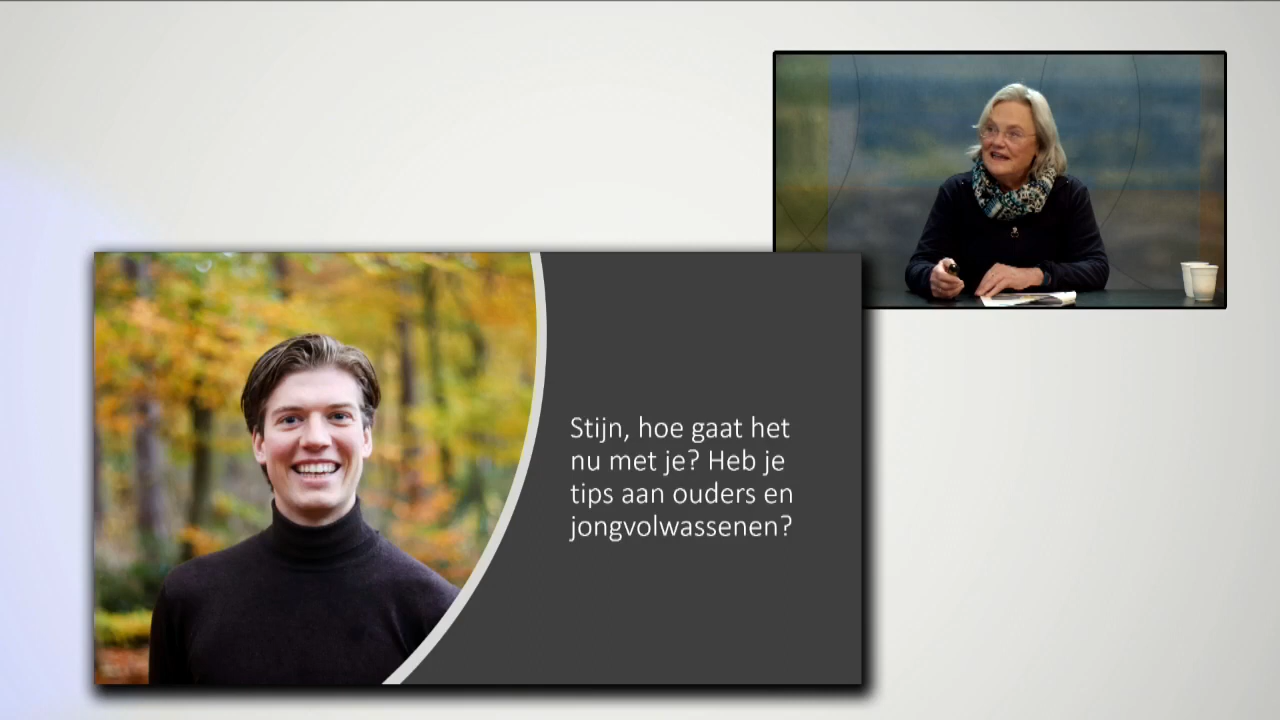 Stijn, hoe gaat het
nu met je? Heb je
tips aan ouders en
jongvolwassenen?